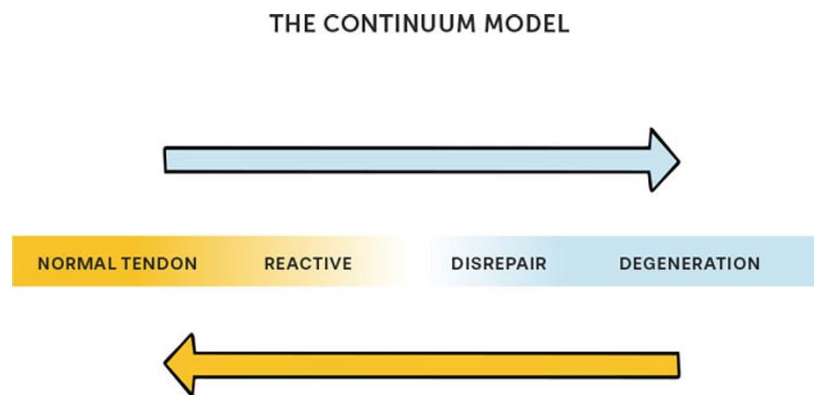 THE CONTINUUM MODEL
NORMAL TENDON REACTIVE DISREPAIR DEGENERATION